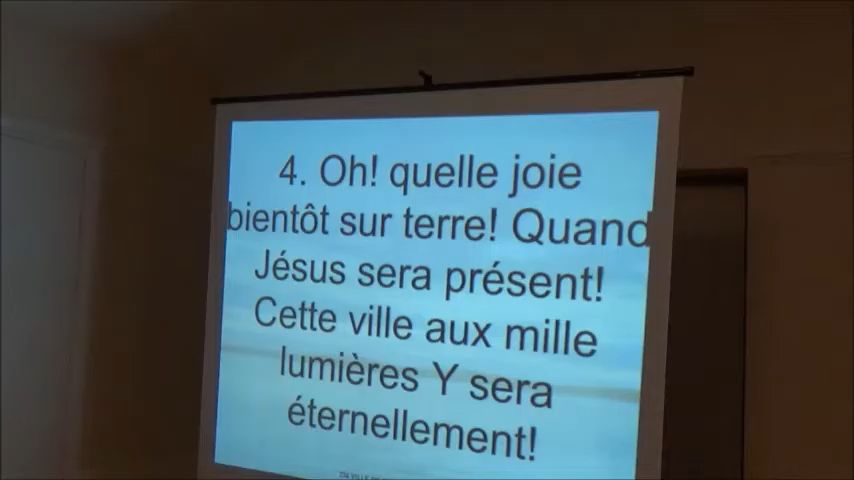 4. Oh! quelle joie
bientôt sur terre! Quand
Jésus sera présent!
Cette ville aux mille
lumières Y sera
éternellement!